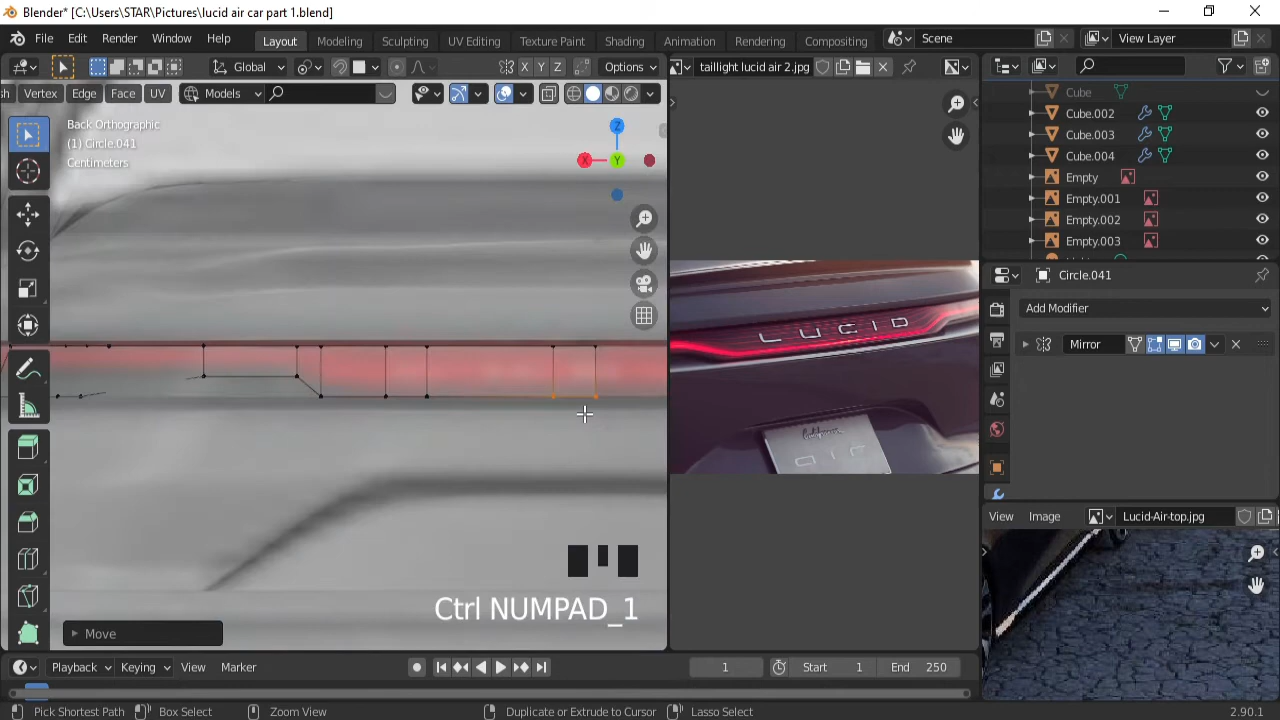 Blender* [C:\Users\STAR\Pictures\lucid air car part 1.blend]
File Edit Render Window Help
Layout Modeling Sculpting UV Editing Texture Paint Shading Animation Rendering Compositing
Scene
View Layer
Global
Options
taillight lucid air 2.jpg
sh Vertex Edge Face UV
Models
Back Orthographic
(1) Circle.041
Centimeters
Z
X
Y
Cube
Cube.002
Cube.003
Cube.004
Empty
Empty.001
Empty.002
Empty.003
Circle.041
Add Modifier
Mirror
LUCID
AIR
View Image
Lucid-Air-top.jpg
Ctrl NUMPAD_1
Move
Playback Keying View Marker
1
Start 1
End 250
Pick Shortest Path
Box Select
Zoom View
Duplicate or Extrude to Cursor
Lasso Select
2.90.1